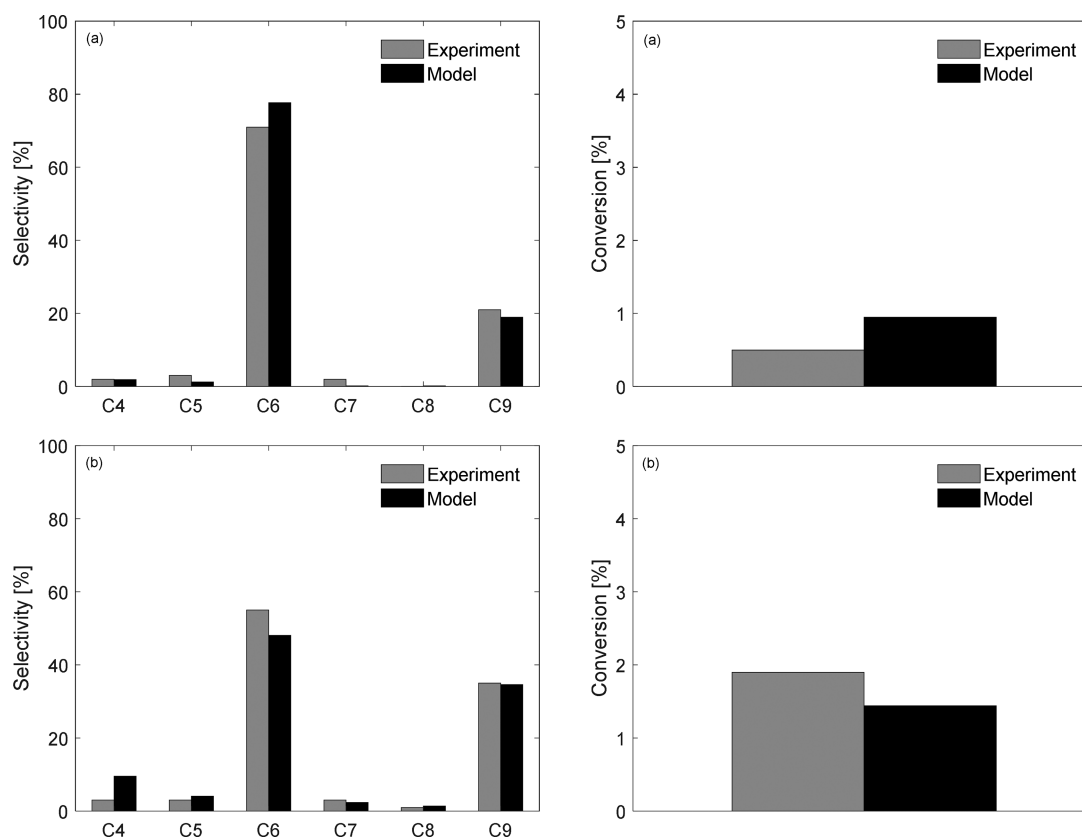 (a)
Experiment
Model
Selectivity [%]
100
80
60
40
20
0
C4 C5 C6 C7 C8 C9
(a)
Experiment
Model
Conversion [%]
5
4
3
2
1
0
(b)
Experiment
Model
Selectivity [%]
100
80
60
40
20
0
C4 C5 C6 C7 C8 C9
(b)
Experiment
Model
Conversion [%]
5
4
3
2
1
0